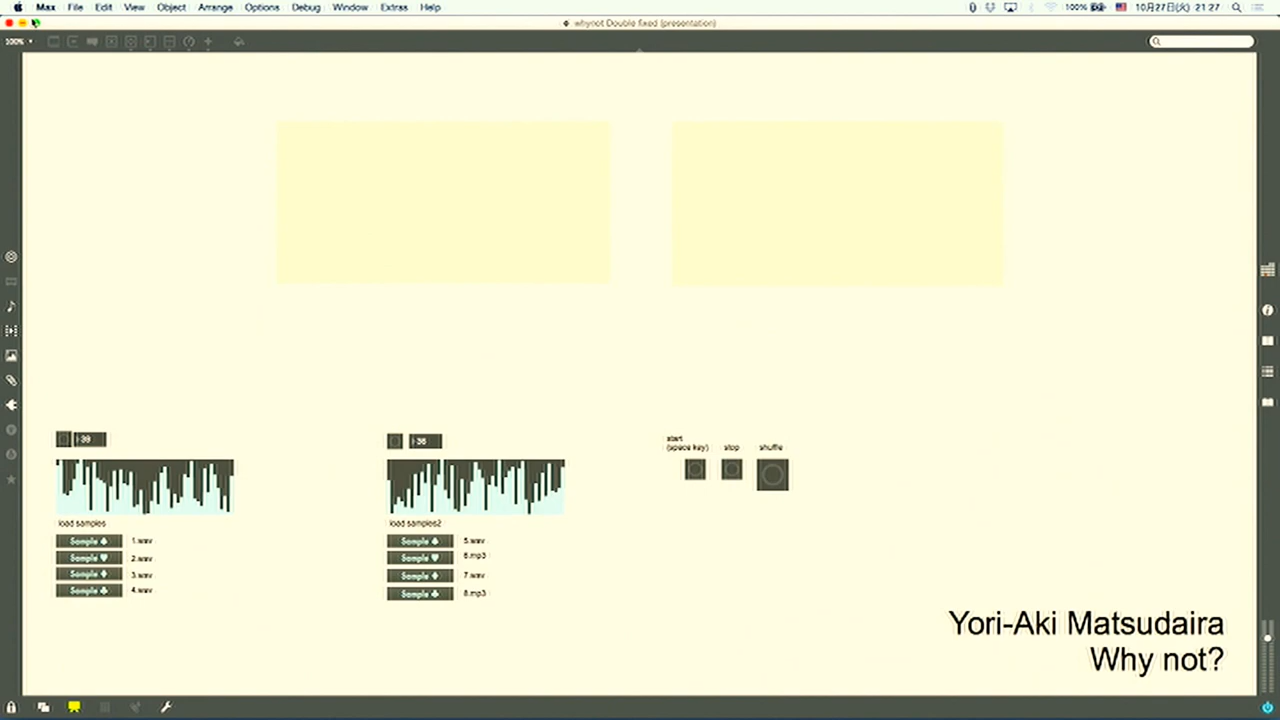 Max File Edit View Object Arrange Options Debug Window Extras Help 100% 10月27日(火) 21:27
whynot Double fixed (presentation)
100%
start
(space key) stop shuffle
load samples
Sample ♠ 1.wav
Sample ♥ 2.wav
Sample ♦ 3.wav
Sample ♣ 4.wav
load samples2
Sample ♠ 5.wav
Sample ♥ 6.mp3
Sample ♦ 7.wav
Sample ♣ 8.mp3
Yori-Aki Matsudaira
Why not?